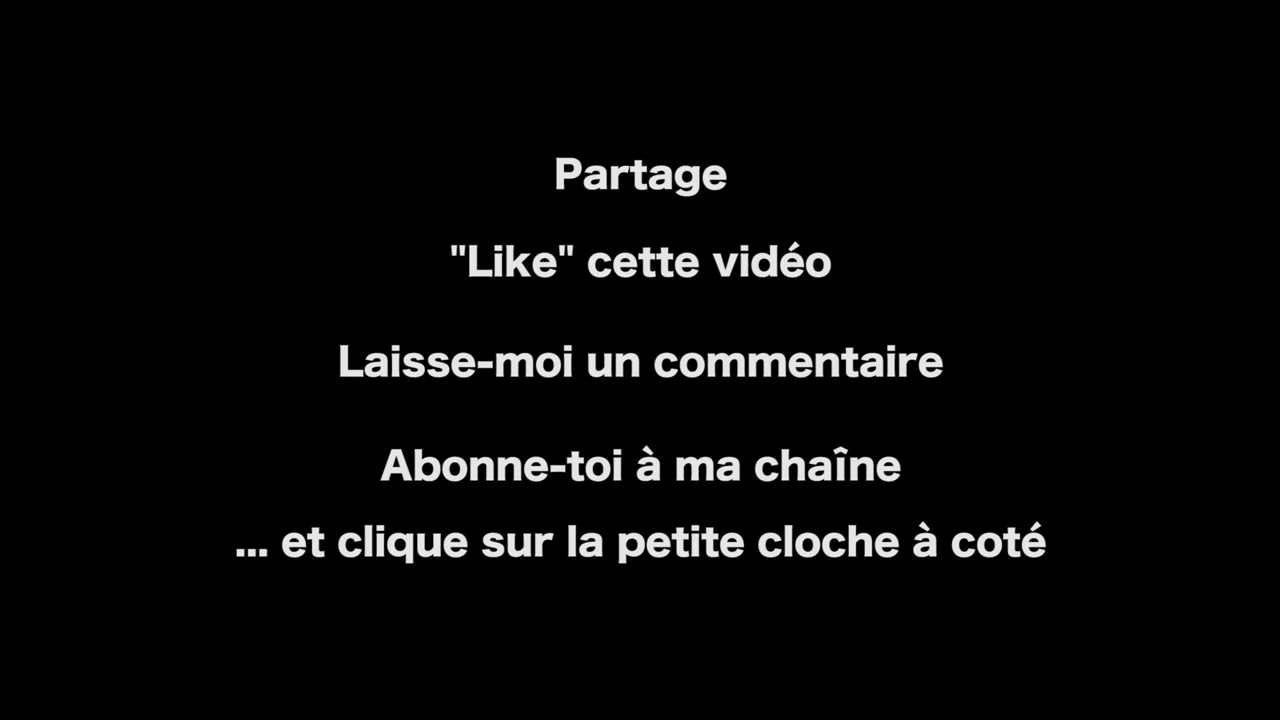 Partage
"Like" cette vidéo
Laisse-moi un commentaire
Abonne-toi à ma chaîne
... et clique sur la petite cloche à coté